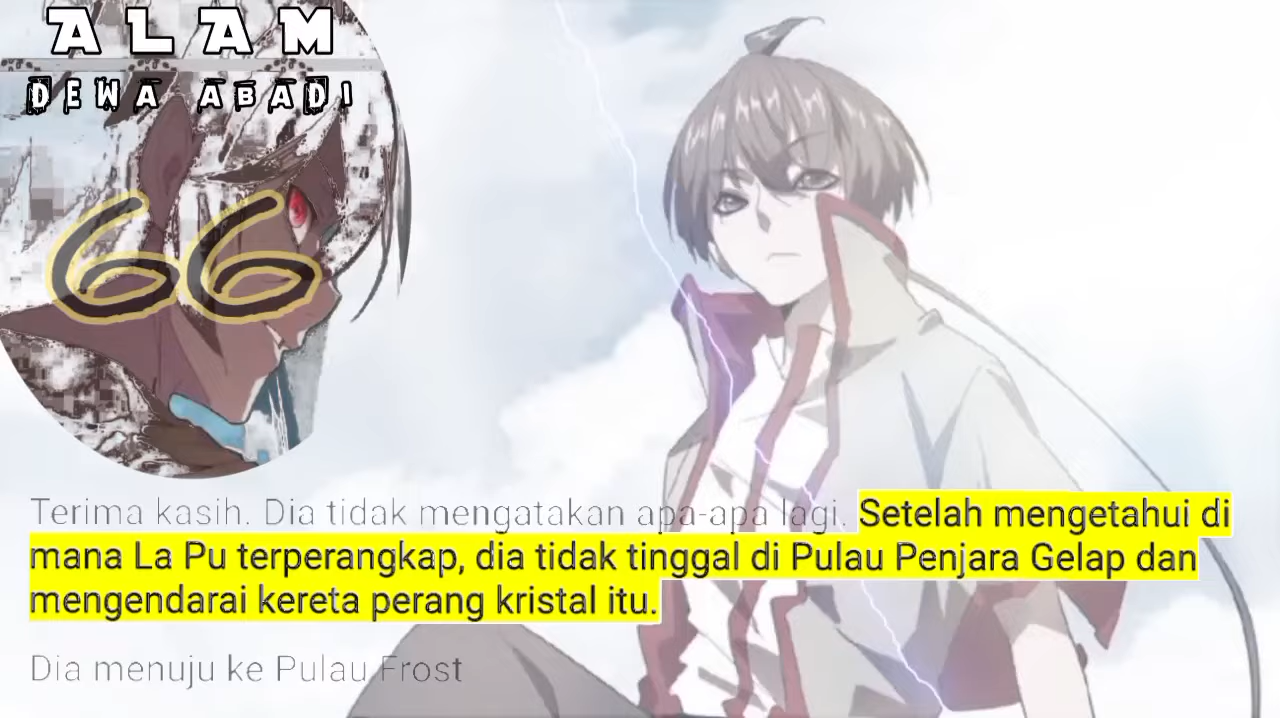 ALAM
DEWA ABADI
66
Terima kasih. Dia tidak mengatakan apa-apa lagi. Setelah mengetahui di
mana La Pu terperangkap, dia tidak tinggal di Pulau Penjara Gelap dan
mengendarai kereta perang kristal itu.
Dia menuju ke Pulau Frost